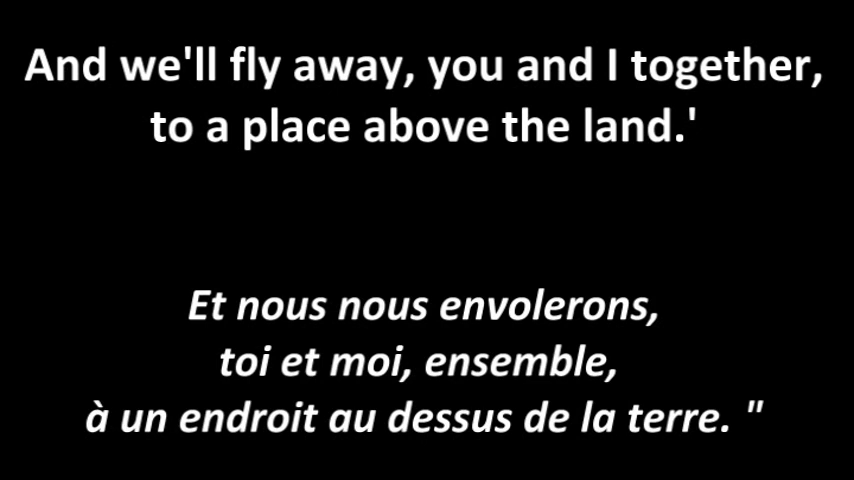 And we'll fly away, you and I together,
to a place above the land.'
Et nous nous envolerons,
toi et moi, ensemble,
à un endroit au dessus de la terre. "